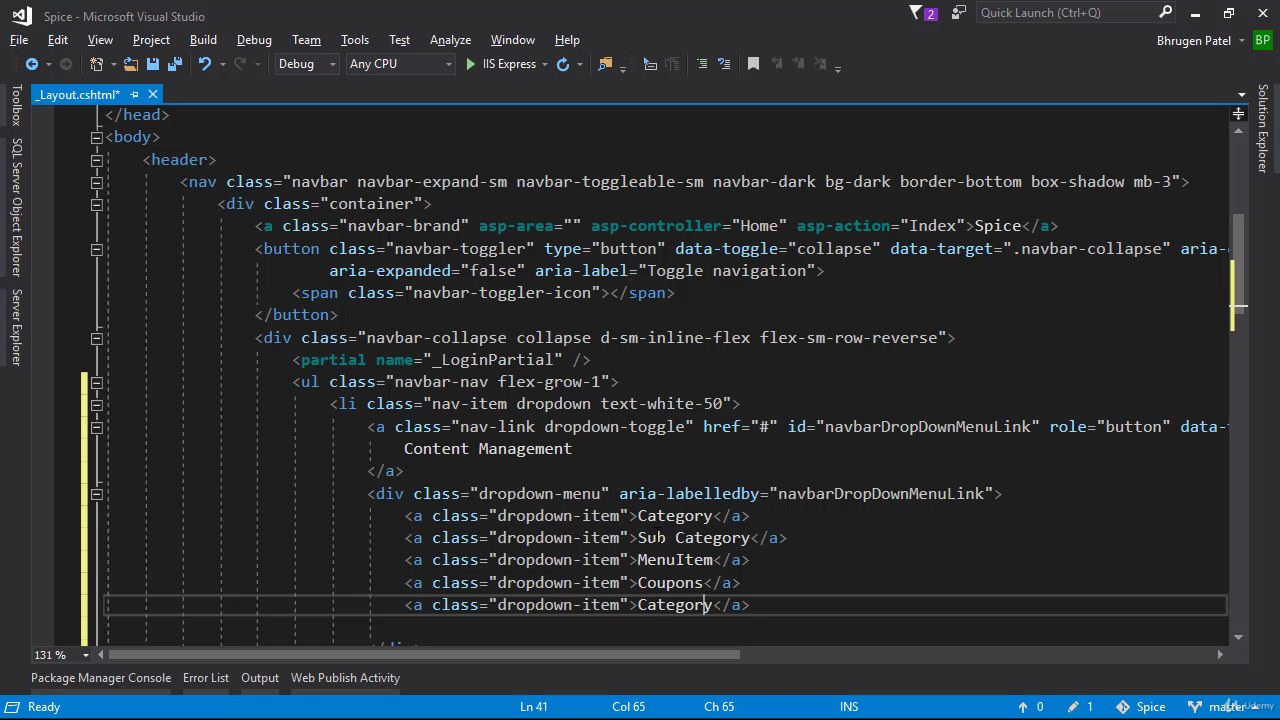 Spice - Microsoft Visual Studio
2
Quick Launch (Ctrl+Q)
File Edit View Project Build Debug Team Tools Test Analyze Window Help
Bhrugen Patel BP
Debug Any CPU IIS Express
_Layout.cshtml*
Toolbox
SQL Server Object Explorer
Server Explorer
Solution Explorer
</head>
<body>
<header>
<nav class="navbar navbar-expand-sm navbar-toggleable-sm navbar-dark bg-dark border-bottom box-shadow mb-3">
<div class="container">
<a class="navbar-brand" asp-area="" asp-controller="Home" asp-action="Index">Spice</a>
<button class="navbar-toggler" type="button" data-toggle="collapse" data-target=".navbar-collapse" aria-
aria-expanded="false" aria-label="Toggle navigation">
<span class="navbar-toggler-icon"></span>
</button>
<div class="navbar-collapse collapse d-sm-inline-flex flex-sm-row-reverse">
<partial name="_LoginPartial" />
<ul class="navbar-nav flex-grow-1">
<li class="nav-item dropdown text-white-50">
<a class="nav-link dropdown-toggle" href="#" id="navbarDropDownMenuLink" role="button" data-t
Content Management
</a>
<div class="dropdown-menu" aria-labelledby="navbarDropDownMenuLink">
<a class="dropdown-item">Category</a>
<a class="dropdown-item">Sub Category</a>
<a class="dropdown-item">MenuItem</a>
<a class="dropdown-item">Coupons</a>
<a class="dropdown-item">Category</a>
131 %
Package Manager Console Error List Output Web Publish Activity
Ready Ln 41 Col 65 Ch 65 INS 0 1 Spice master
Udemy